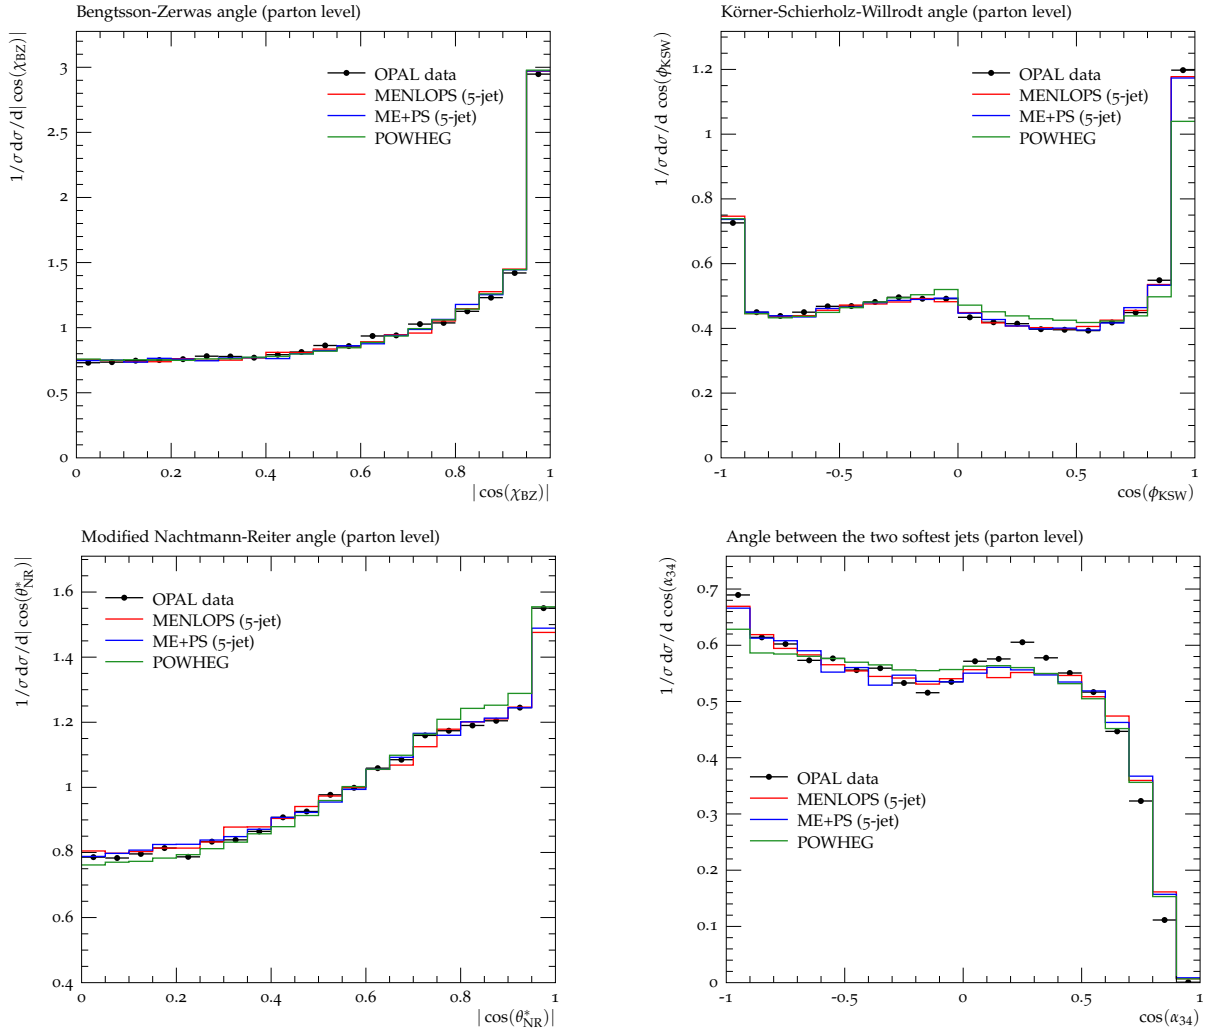 Bengtsson-Zerwas angle (parton level)
1/σ dσ/d| cos(χBZ)|
3
2
1.5
1
0.5
0
OPAL data
MENLOPS (5-jet)
ME+PS (5-jet)
POWHEG
0 0.2 0.4 0.6 0.8 1
| cos(χBZ)|
Körner-Schierholz-Willrodt angle (parton level)
1/σ dσ/d cos(ϕKSW)
1.2
1
0.8
0.6
0.4
0.2
0
OPAL data
MENLOPS (5-jet)
ME+PS (5-jet)
POWHEG
-1 -0.5 0 0.5 1
cos(ϕKSW)
Modified Nachtmann-Reiter angle (parton level)
1/σ dσ/d| cos(θ*NR)|
1.6
1.4
1.2
1
0.8
0.6
0.4
OPAL data
MENLOPS (5-jet)
ME+PS (5-jet)
POWHEG
0 0.2 0.4 0.6 0.8 1
| cos(θ*NR)|
Angle between the two softest jets (parton level)
1/σ dσ/d cos(α34)
0.7
0.6
0.5
0.4
0.3
0.2
0.1
0
OPAL data
MENLOPS (5-jet)
ME+PS (5-jet)
POWHEG
-1 -0.5 0 0.5 1
cos(α34)